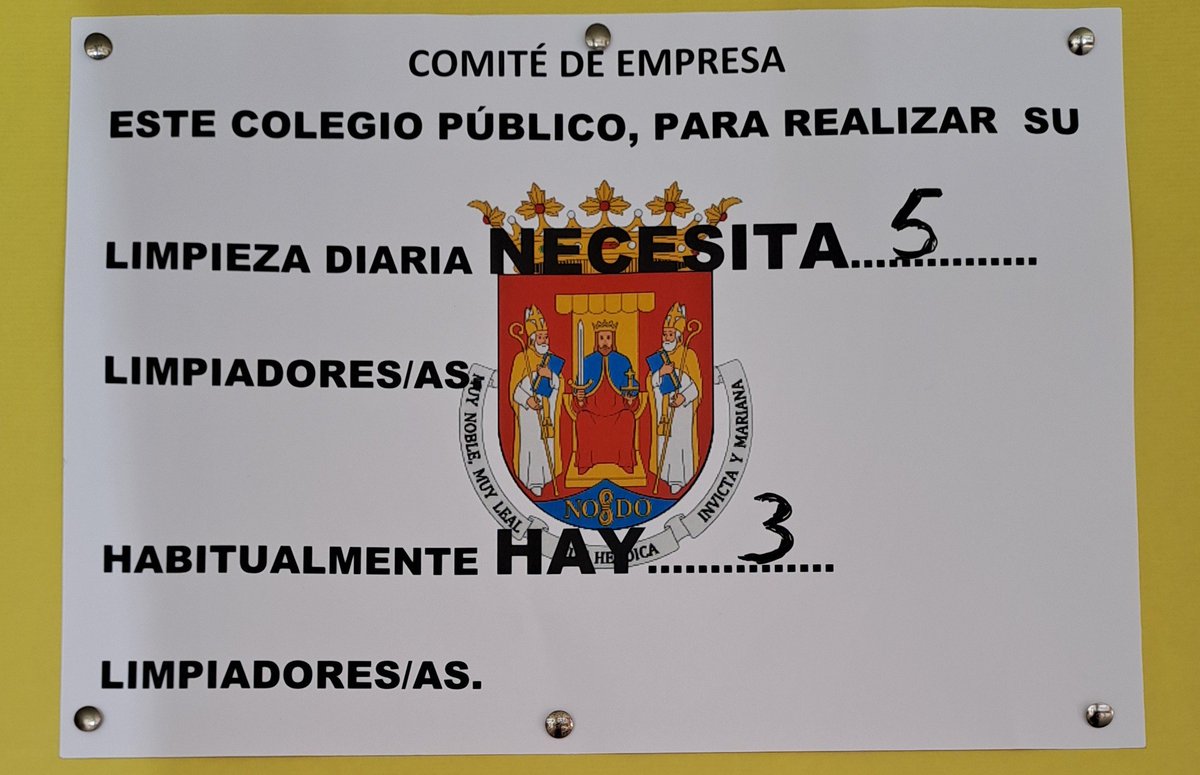 COMITÉ DE EMPRESA
ESTE COLEGIO PÚBLICO, PARA REALIZAR SU
LIMPIEZA DIARIA NECESITA....5...........
LIMPIADORES/AS.
MUY NOBLE, MUY LEAL
INVICTA Y MARIANA
NO8DO
HEROICA
HABITUALMENTE HAY.........3......
LIMPIADORES/AS.